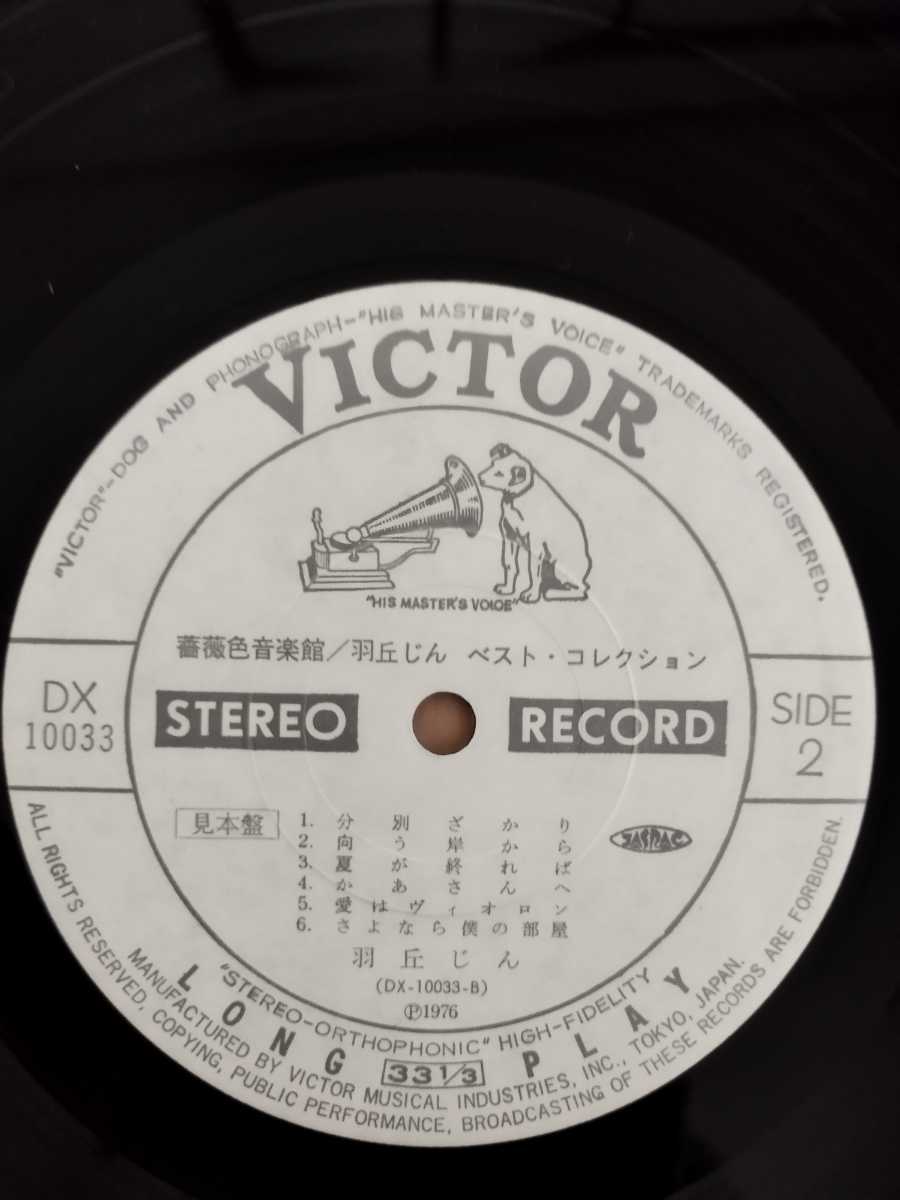 "VICTOR"-DOG AND PHONOGRAPH-"HIS MASTER'S VOICE" TRADEMARKS REGISTERED.
VICTOR
"HIS MASTER'S VOICE"
薔薇色音楽館/羽丘じん ベスト・コレクション
DX
10033
STEREO RECORD
SIDE
2
見本盤
JASRAC
1. 分別ざかり
2. 向う岸から
3. 夏が終れば
4. かあさんへ
5. 愛はヴィオロン
6. さよなら僕の部屋
羽丘じん
(DX-10033-B)
Ⓟ1976
"STEREO-ORTHOPHONIC" HIGH-FIDELITY
LONG 33 1/3 PLAY
MANUFACTURED BY VICTOR MUSICAL INDUSTRIES, INC., TOKYO, JAPAN.
ALL RIGHTS RESERVED, COPYING, PUBLIC PERFORMANCE, BROADCASTING OF THESE RECORDS ARE FORBIDDEN.